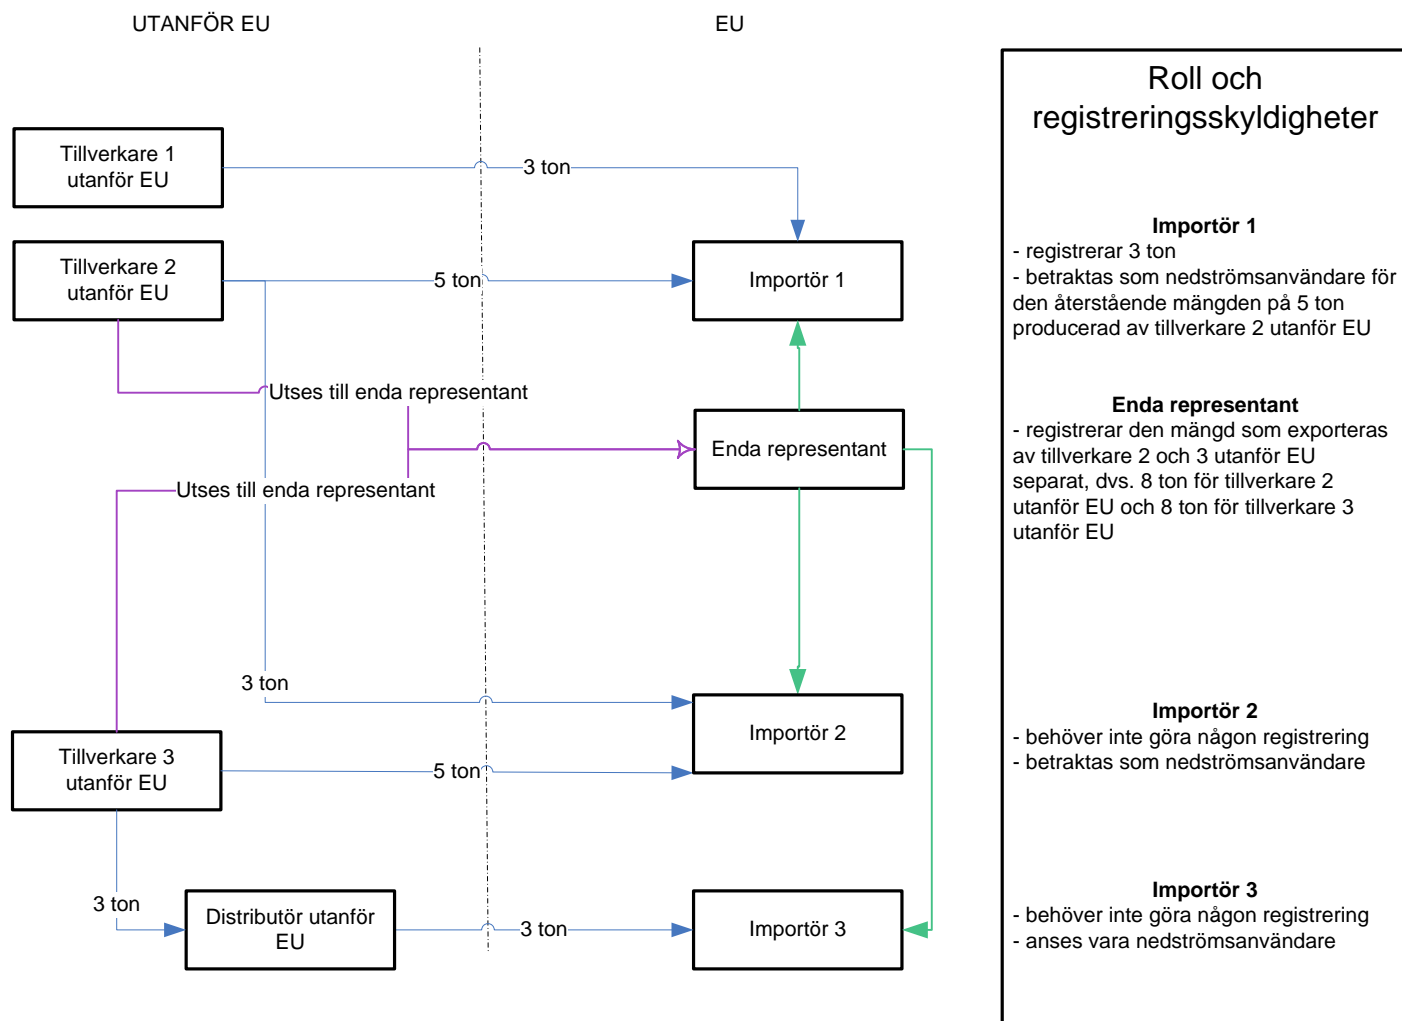 UTANFÖR EU
EU
Tillverkare 1
utanför EU
3 ton
Tillverkare 2
utanför EU
5 ton
Importör 1
Utses till enda representant
Enda representant
Utses till enda representant
3 ton
Importör 2
Tillverkare 3
utanför EU
5 ton
3 ton
Distributör utanför
EU
3 ton
Importör 3
Roll och
registreringsskyldigheter
Importör 1
- registrerar 3 ton
- betraktas som nedströmsanvändare för
den återstående mängden på 5 ton
producerad av tillverkare 2 utanför EU
Enda representant
- registrerar den mängd som exporteras
av tillverkare 2 och 3 utanför EU
separat, dvs. 8 ton för tillverkare 2
utanför EU och 8 ton för tillverkare 3
utanför EU
Importör 2
- behöver inte göra någon registrering
- betraktas som nedströmsanvändare
Importör 3
- behöver inte göra någon registrering
- anses vara nedströmsanvändare